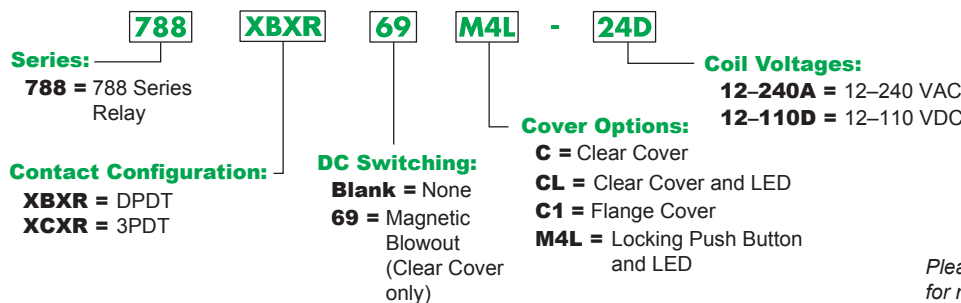 788 XBXR 69 M4L - 24D
Series:
788 = 788 Series
Relay
Contact Configuration:
XBXR = DPDT
XCXR = 3PDT
DC Switching:
Blank = None
69 = Magnetic
Blowout
(Clear Cover
only)
Cover Options:
C = Clear Cover
CL = Clear Cover and LED
C1 = Flange Cover
M4L = Locking Push Button
and LED
Coil Voltages:
12–240A = 12–240 VAC
12–110D = 12–110 VDC
for